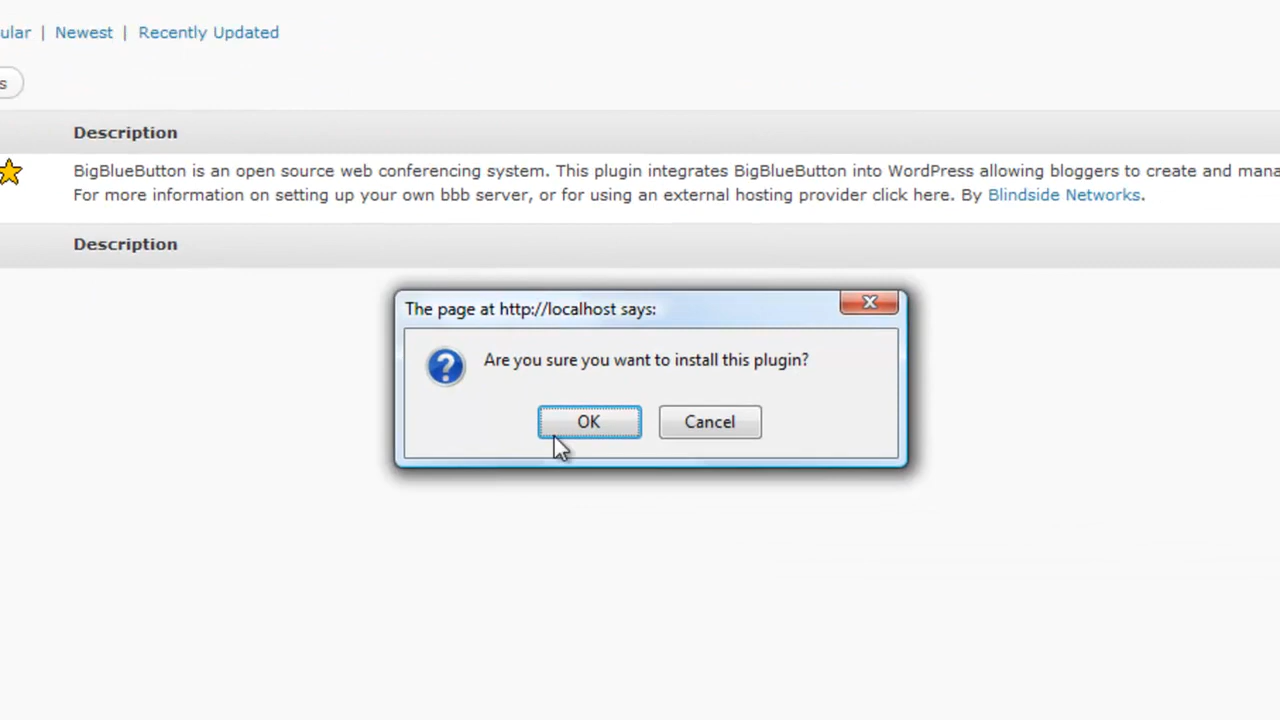 ular | Newest | Recently Updated
s
Description
BigBlueButton is an open source web conferencing system. This plugin integrates BigBlueButton into WordPress allowing bloggers to create and mana
For more information on setting up your own bbb server, or for using an external hosting provider click here. By Blindside Networks.
Description
The page at http://localhost says:
Are you sure you want to install this plugin?
OK Cancel